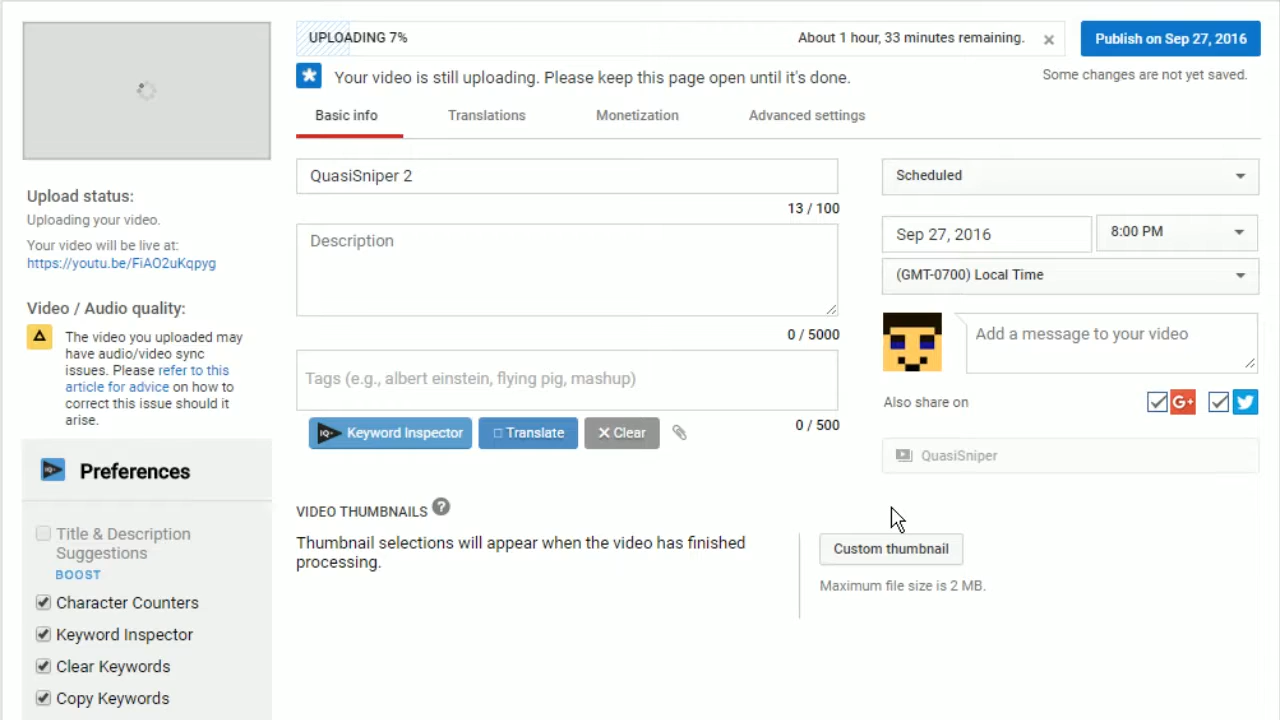 UPLOADING 7%
About 1 hour, 33 minutes remaining.
Publish on Sep 27, 2016
Your video is still uploading. Please keep this page open until it's done.
Some changes are not yet saved.
Basic info
Translations
Monetization
Advanced settings
Upload status:
Uploading your video.
Your video will be live at:
https://youtu.be/FiAO2uKqpyg
Video / Audio quality:
The video you uploaded may
have audio/video sync
issues. Please refer to this
article for advice on how to
correct this issue should it
arise.
IQ
Preferences
Title & Description
Suggestions
BOOST
Character Counters
Keyword Inspector
Clear Keywords
Copy Keywords
QuasiSniper 2
13 / 100
Description
0 / 5000
Tags (e.g., albert einstein, flying pig, mashup)
IQ
Keyword Inspector
Translate
Clear
0 / 500
VIDEO THUMBNAILS ?
Thumbnail selections will appear when the video has finished
processing.
Custom thumbnail
Maximum file size is 2 MB.
Scheduled
Sep 27, 2016
8:00 PM
(GMT-0700) Local Time
Add a message to your video
Also share on
G+
QuasiSniper